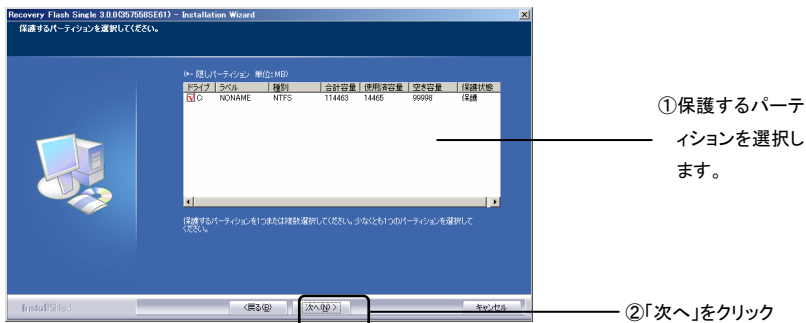 Recovery Flash Single 3.0.0(357558SE61) - Installation Wizard
保護するパーティションを選択してください。
(*- 隠しパーティション 単位:MB)
ドライブ ラベル 種別 合計容量 使用済容量 空き容量 保護状態
C: NONAME NTFS 114463 14465 99998 保護
保護するパーティションを1つまたは複数選択してください。少なくとも1つのパーティションを選択して
ください。
InstallShield
<戻る(B) 次へ(N)> キャンセル
①保護するパーテ
ィションを選択し
ます。
②「次へ」をクリック